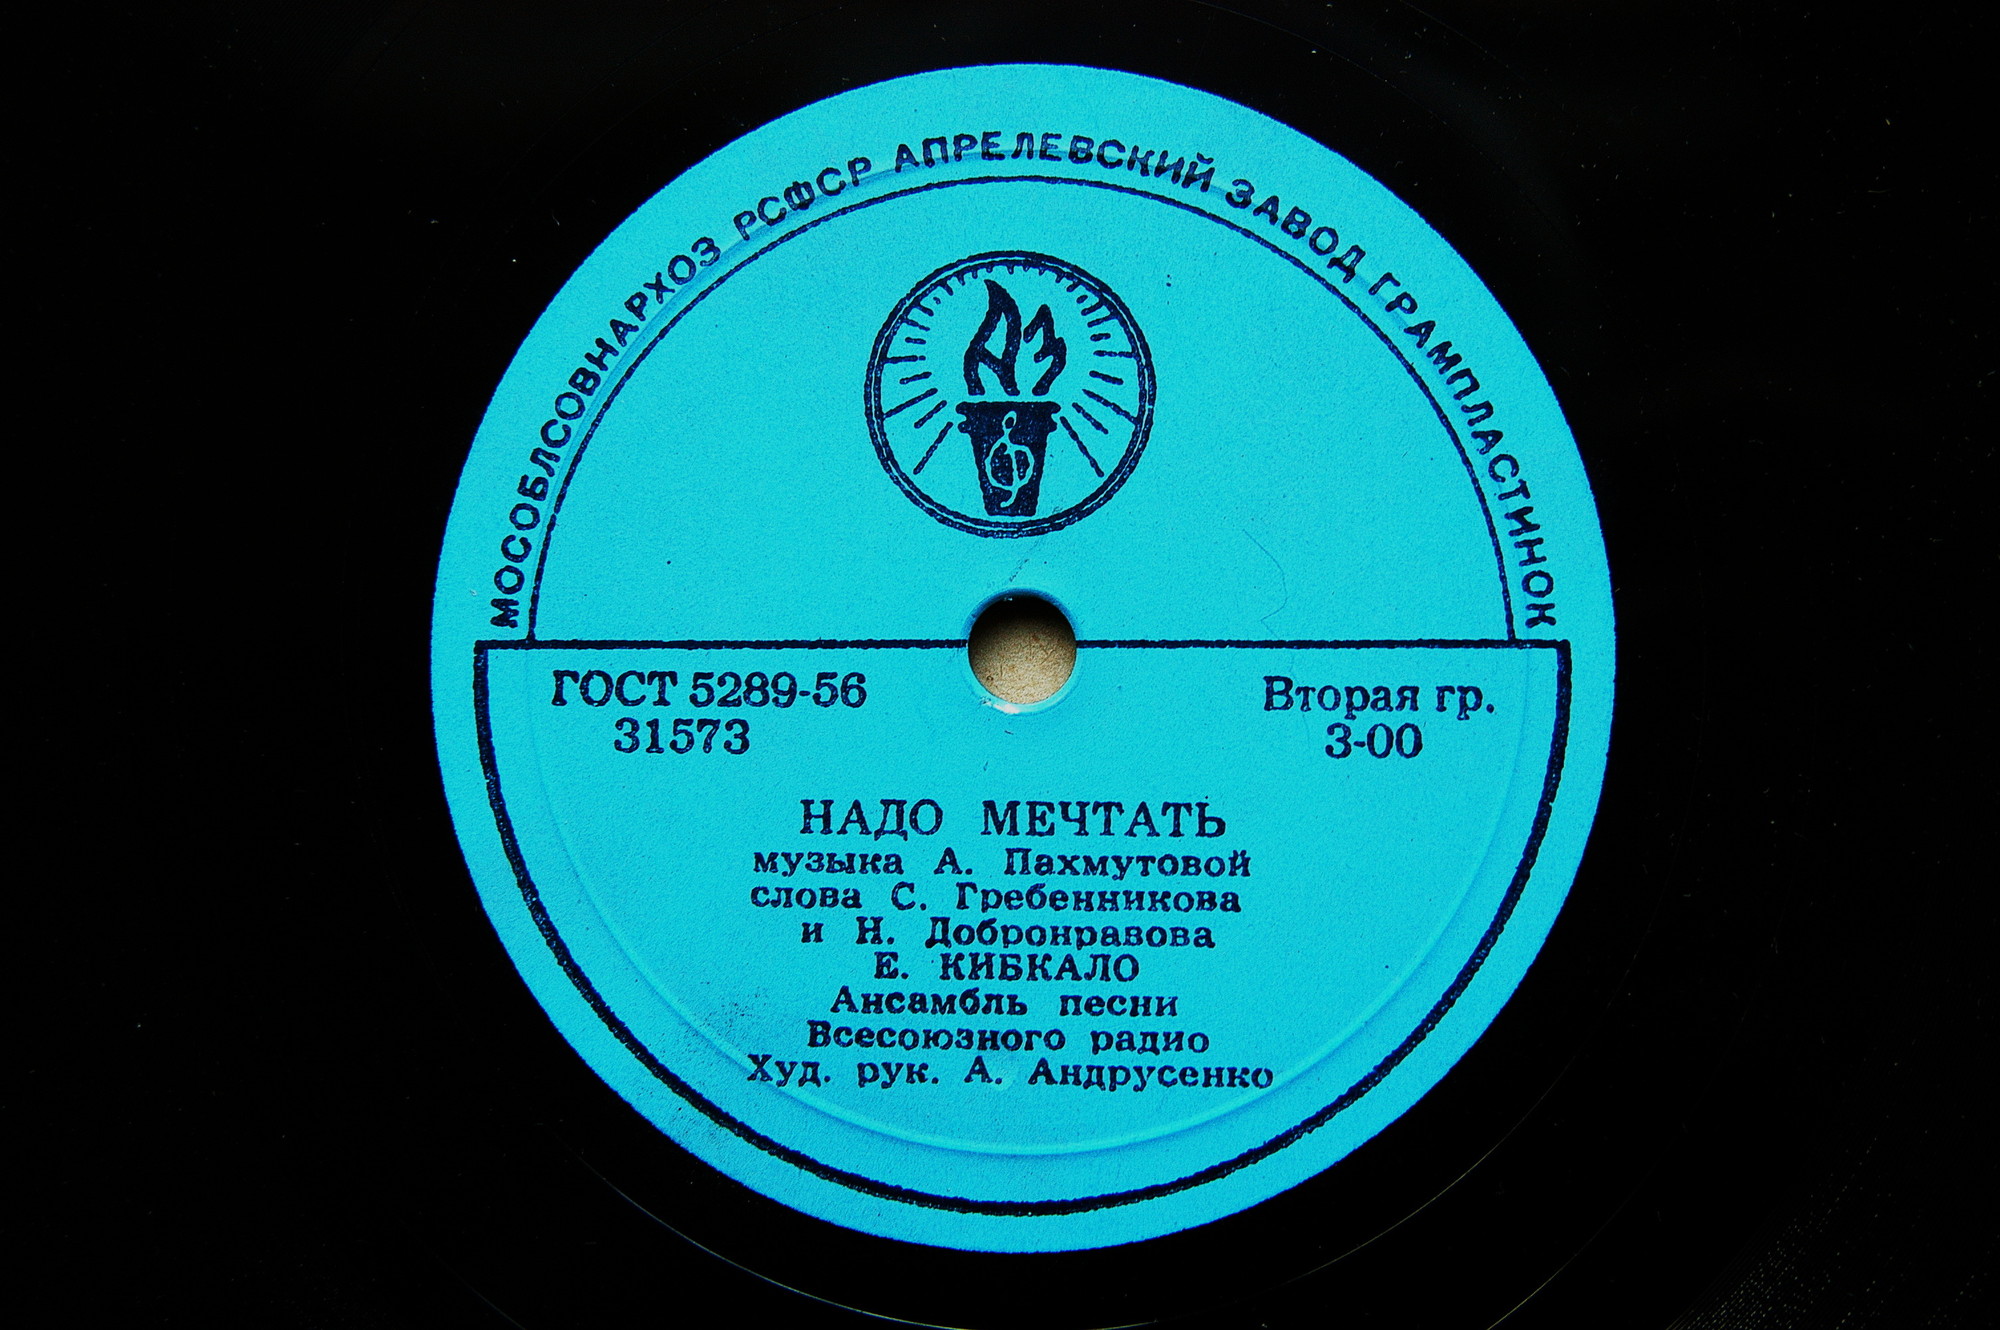 МОСОБЛСОВНАРХОЗ РСФСР АПРЕЛЕВСКИЙ ЗАВОД ГРАМПЛАСТИНОК
АЗ
ГОСТ 5289-56
31573
Вторая гр.
3-00
НАДО МЕЧТАТЬ
музыка А. Пахмутовой
слова С. Гребенникова
и Н. Добронравова
Е. КИБКАЛО
Ансамбль песни
Всесоюзного радио
Худ. рук. А. Андрусенко